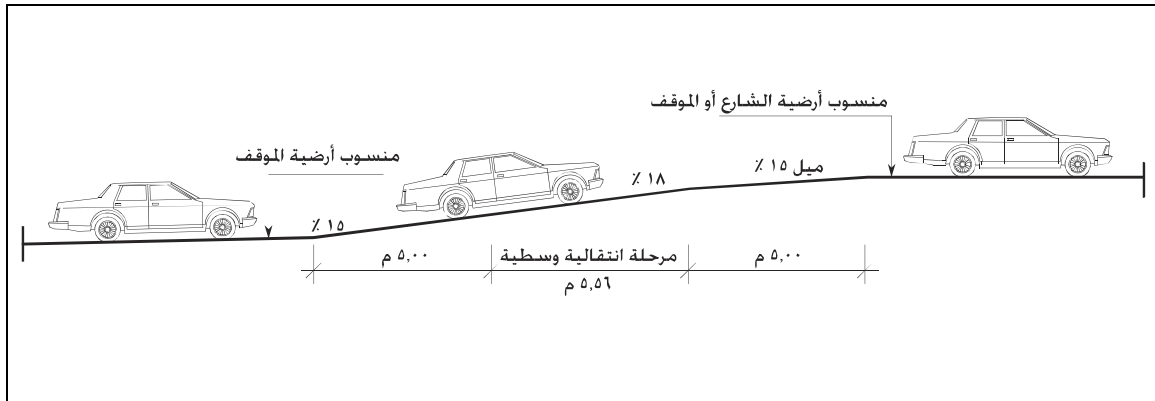 منسوب أرضية الشارع أو الموقف
منسوب أرضية الموقف
ميل ١٥ ٪
١٨ ٪
١٥ ٪
٥,٠٠ م
مرحلة انتقالية وسطية
٥,٥٦ م
٥,٠٠ م